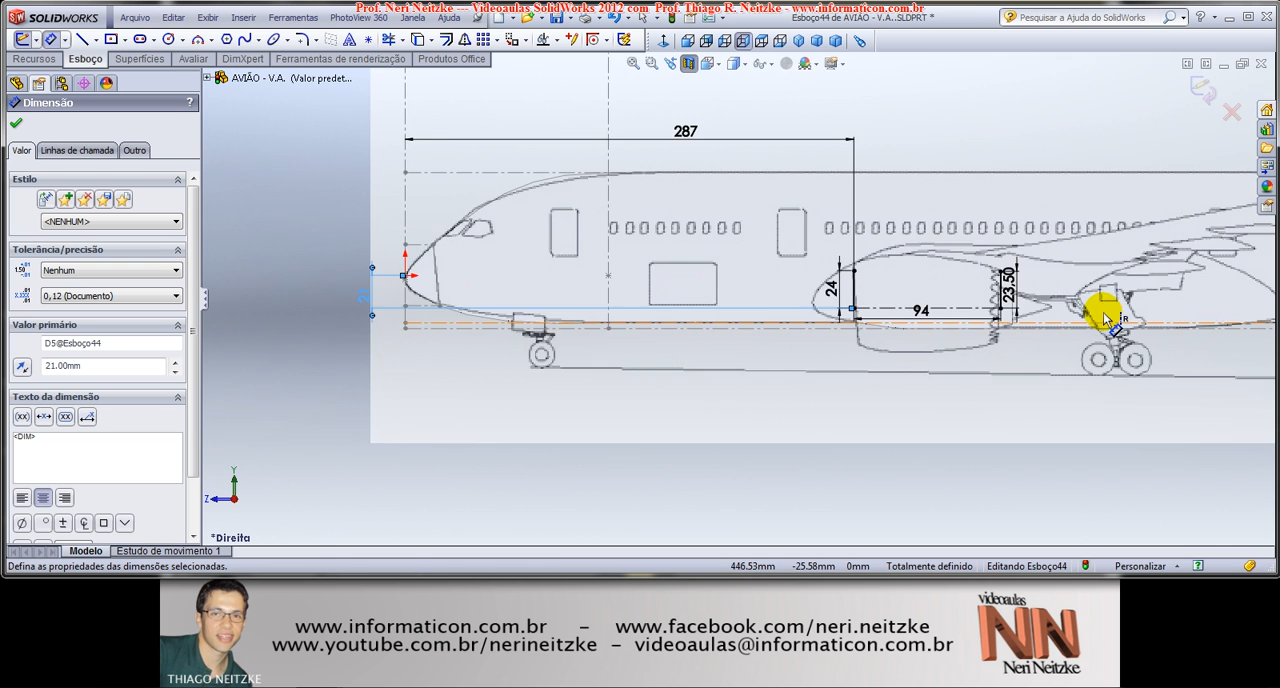 Prof. Neri Neitzke --- Videoaulas SolidWorks 2012 com Prof. Thiago R. Neitzke - www.informaticon.com.br
SOLIDWORKS Arquivo Editar Exibir Inserir Ferramentas PhotoView 360 Janela Ajuda Esboço44 de AVIÃO - V.A..SLDPRT * Pesquisar a Ajuda do SolidWorks
Recursos Esboço Superfícies Avaliar DimXpert Ferramentas de renderização Produtos Office
AVIÃO - V.A. (Valor predet...
Dimensão ?
Valor Linhas de chamada Outro
Estilo
<NENHUM>
Tolerância/precisão
Nenhum
0,12 (Documento)
Valor primário
D5@Esboço44
21.00mm
Texto da dimensão
<DIM>
287
24
23,50
94
21
Y
Z
*Direita
Modelo Estudo de movimento 1
Defina as propriedades das dimensões selecionadas. 446.53mm -25.58mm 0mm Totalmente definido Editando Esboço44 Personalizar
www.informaticon.com.br - www.facebook.com/neri.neitzke
www.youtube.com.br/nerineitzke - videoaulas@informaticon.com.br
THIAGO NEITZKE
videoaulas
NN
Neri Neitzke